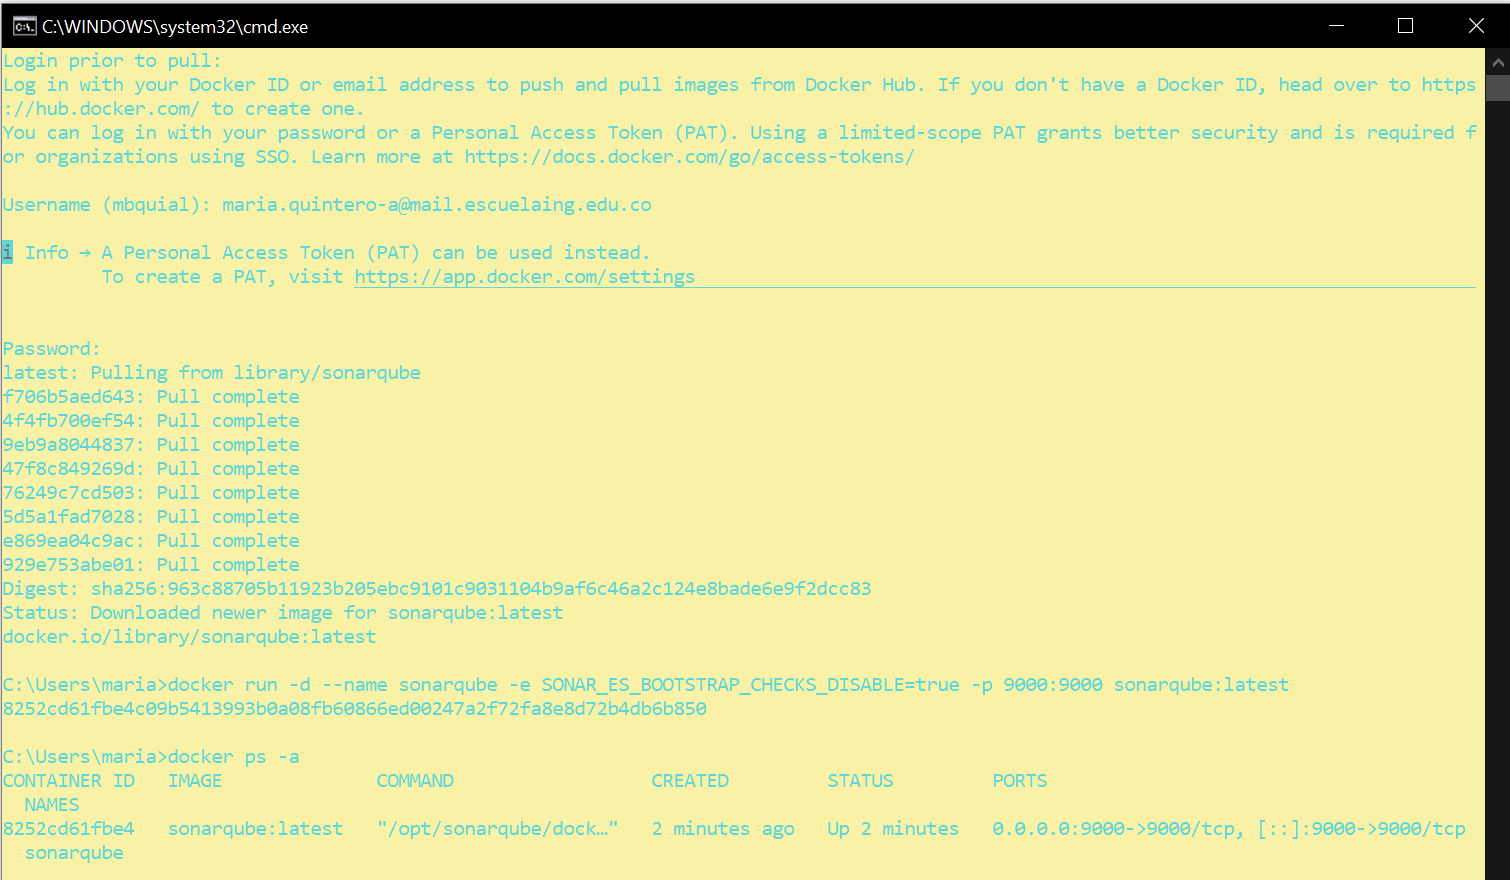 C:\WINDOWS\system32\cmd.exe
Login prior to pull:
Log in with your Docker ID or email address to push and pull images from Docker Hub. If you don't have a Docker ID, head over to https
://hub.docker.com/ to create one.
You can log in with your password or a Personal Access Token (PAT). Using a limited-scope PAT grants better security and is required f
or organizations using SSO. Learn more at https://docs.docker.com/go/access-tokens/
Username (mbquial): maria.quintero-a@mail.escuelaing.edu.co
i Info → A Personal Access Token (PAT) can be used instead.
To create a PAT, visit https://app.docker.com/settings
Password:
latest: Pulling from library/sonarqube
f706b5aed643: Pull complete
4f4fb700ef54: Pull complete
9eb9a8044837: Pull complete
47f8c849269d: Pull complete
76249c7cd503: Pull complete
5d5a1fad7028: Pull complete
e869ea04c9ac: Pull complete
929e753abe01: Pull complete
Digest: sha256:963c88705b11923b205ebc9101c9031104b9af6c46a2c124e8bade6e9f2dcc83
Status: Downloaded newer image for sonarqube:latest
docker.io/library/sonarqube:latest
C:\Users\maria>docker run -d --name sonarqube -e SONAR_ES_BOOTSTRAP_CHECKS_DISABLE=true -p 9000:9000 sonarqube:latest
8252cd61fbe4c09b5413993b0a08fb60866ed00247a2f72fa8e8d72b4db6b850
C:\Users\maria>docker ps -a
CONTAINER ID   IMAGE              COMMAND                  CREATED         STATUS         PORTS
NAMES
8252cd61fbe4   sonarqube:latest   "/opt/sonarqube/dock…"   2 minutes ago   Up 2 minutes   0.0.0.0:9000->9000/tcp, [::]:9000->9000/tcp
sonarqube